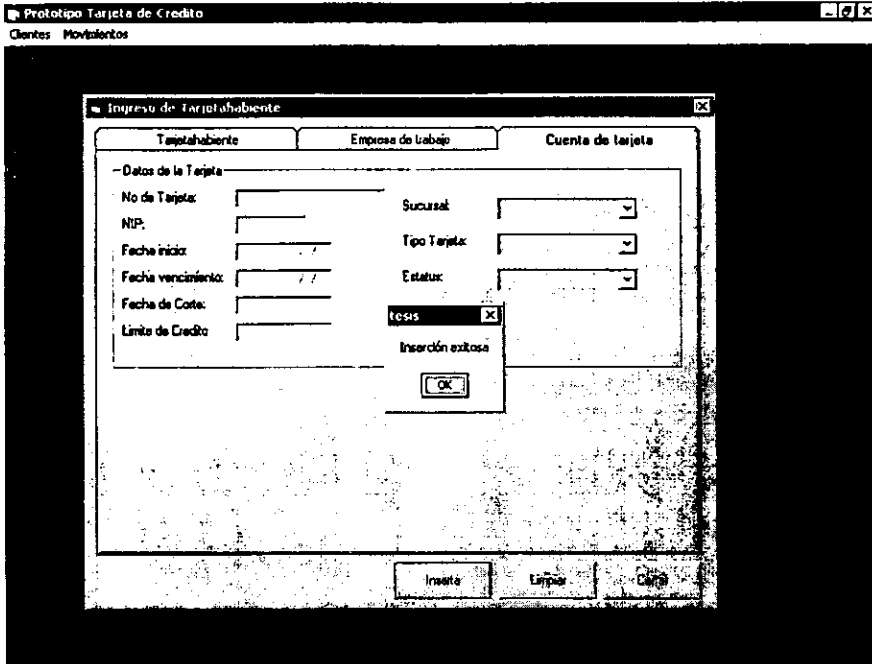 Prototipo Tarjeta de Credito
Clientes Movimientos
Ingreso de Tarjetahabiente
Tarjetahabiente Empresa de trabajo Cuenta de tarjeta
Datos de la Tarjeta
No de Tarjeta: Sucursal:
NIP:
Fecha inicio: / / Tipo Tarjeta:
Fecha vencimiento: / / Estatus:
Fecha de Corte:
Limite de Credito
tesis
Inserción exitosa
OK
Inserta Limpiar Cerrar